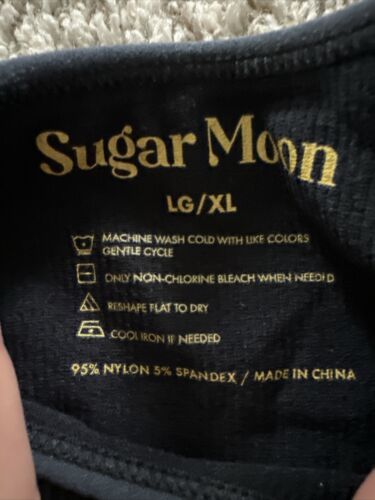 Sugar Moon
LG/XL
MACHINE WASH COLD WITH LIKE COLORS
GENTLE CYCLE
ONLY NON-CHLORINE BLEACH WHEN NEEDED
RESHAPE FLAT TO DRY
COOL IRON IF NEEDED
95% NYLON 5% SPANDEX / MADE IN CHINA